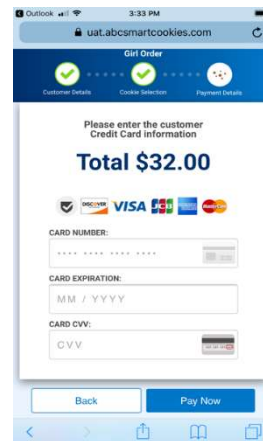 Outlook 3:33 PM
uat.abcsmartcookies.com
Girl Order
Customer Details Cookie Selection Payment Details
Please enter the customer
Credit Card information
Total $32.00
DISCOVER VISA JCB MasterCard
CARD NUMBER:
CARD EXPIRATION:
MM / YYYY
CARD CVV:
CVV
Back Pay Now